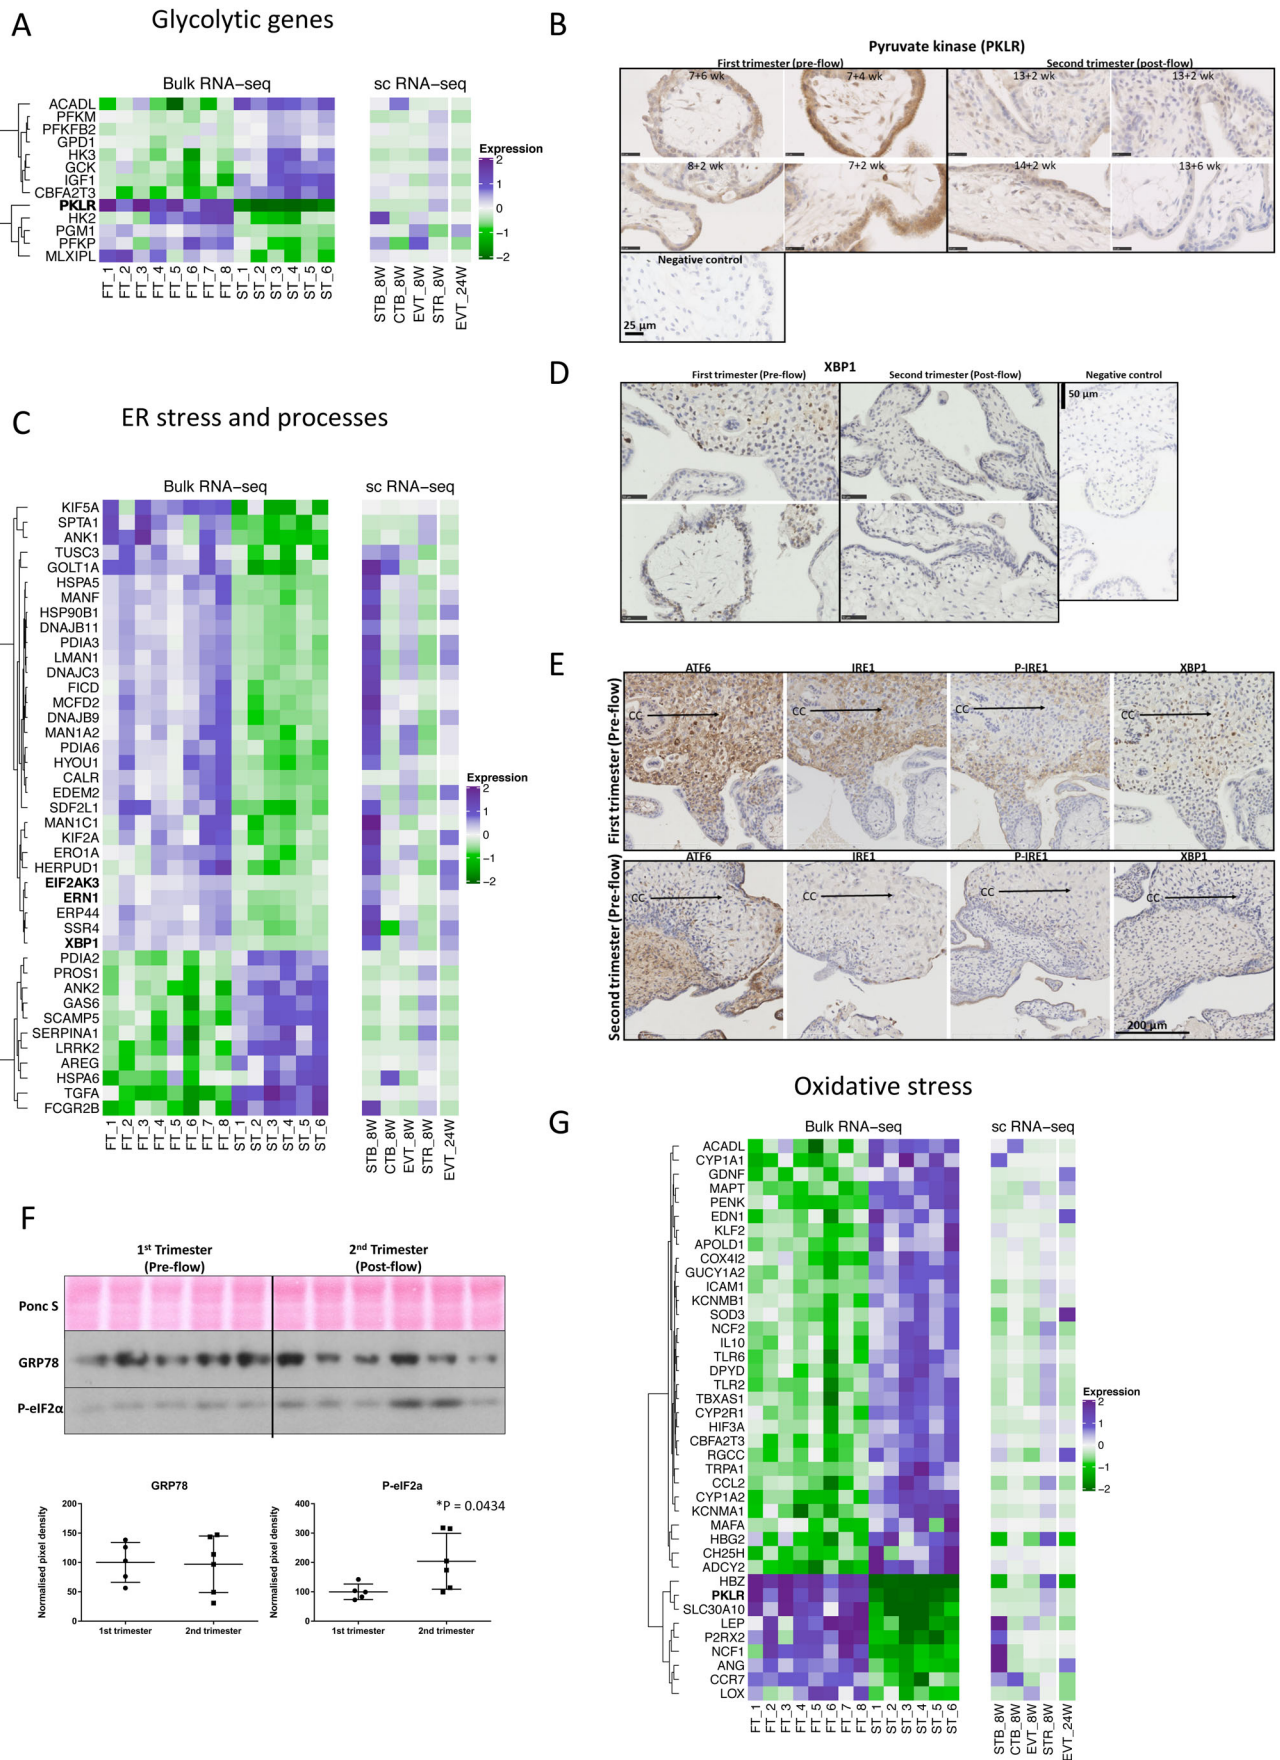 A
Glycolytic genes
Bulk RNA−seq
sc RNA−seq
ACADL
PFKM
PFKFB2
GPD1
HK3
GCK
IGF1
CBFA2T3
PKLR
HK2
PGM1
PFKP
MLXIPL
Expression
2
1
0
−1
−2
FT_1
FT_2
FT_3
FT_4
FT_5
FT_6
FT_7
FT_8
ST_1
ST_2
ST_3
ST_4
ST_5
ST_6
STB_8W
CTB_8W
EVT_8W
STR_8W
EVT_24W
B
Pyruvate kinase (PKLR)
First trimester (pre-flow)
Second trimester (post-flow)
7+6 wk
7+4 wk
13+2 wk
13+2 wk
8+2 wk
7+2 wk
14+2 wk
13+6 wk
Negative control
25 µm
C
ER stress and processes
Bulk RNA−seq
sc RNA−seq
KIF5A
SPTA1
ANK1
TUSC3
GOLT1A
HSPA5
MANF
HSP90B1
DNAJB11
PDIA3
LMAN1
DNAJC3
FICD
MCFD2
DNAJB9
MAN1A2
PDIA6
HYOU1
CALR
EDEM2
SDF2L1
MAN1C1
KIF2A
ERO1A
HERPUD1
EIF2AK3
ERN1
ERP44
SSR4
XBP1
PDIA2
PROS1
ANK2
GAS6
SCAMP5
SERPINA1
LRRK2
AREG
HSPA6
TGFA
FCGR2B
Expression
2
1
0
−1
−2
FT_1
FT_2
FT_3
FT_4
FT_5
FT_6
FT_7
FT_8
ST_1
ST_2
ST_3
ST_4
ST_5
ST_6
STB_8W
CTB_8W
EVT_8W
STR_8W
EVT_24W
D
XBP1
First trimester (Pre-flow)
Second trimester (Post-flow)
Negative control
50 µm
E
ATF6
IRE1
P-IRE1
XBP1
First trimester (Pre-flow)
CC
CC
CC
CC
ATF6
IRE1
P-IRE1
XBP1
Second trimester (Pre-flow)
CC
CC
CC
CC
200 µm
F
1st Trimester
(Pre-flow)
2nd Trimester
(Post-flow)
Ponc S
GRP78
P-eIF2α
GRP78
Normalised pixel density
200
150
100
50
0
1st trimester
2nd trimester
P-eIF2a
*P = 0.0434
Normalised pixel density
400
300
200
100
0
1st trimester
2nd trimester
G
Oxidative stress
Bulk RNA−seq
sc RNA−seq
ACADL
CYP1A1
GDNF
MAPT
PENK
EDN1
KLF2
APOLD1
COX4I2
GUCY1A2
ICAM1
KCNMB1
SOD3
NCF2
IL10
TLR6
DPYD
TLR2
TBXAS1
CYP2R1
HIF3A
CBFA2T3
RGCC
TRPA1
CCL2
CYP1A2
KCNMA1
MAFA
HBG2
CH25H
ADCY2
HBZ
PKLR
SLC30A10
LEP
P2RX2
NCF1
ANG
CCR7
LOX
Expression
2
1
0
−1
−2
FT_1
FT_2
FT_3
FT_4
FT_5
FT_6
FT_7
FT_8
ST_1
ST_2
ST_3
ST_4
ST_5
ST_6
STB_8W
CTB_8W
EVT_8W
STR_8W
EVT_24W